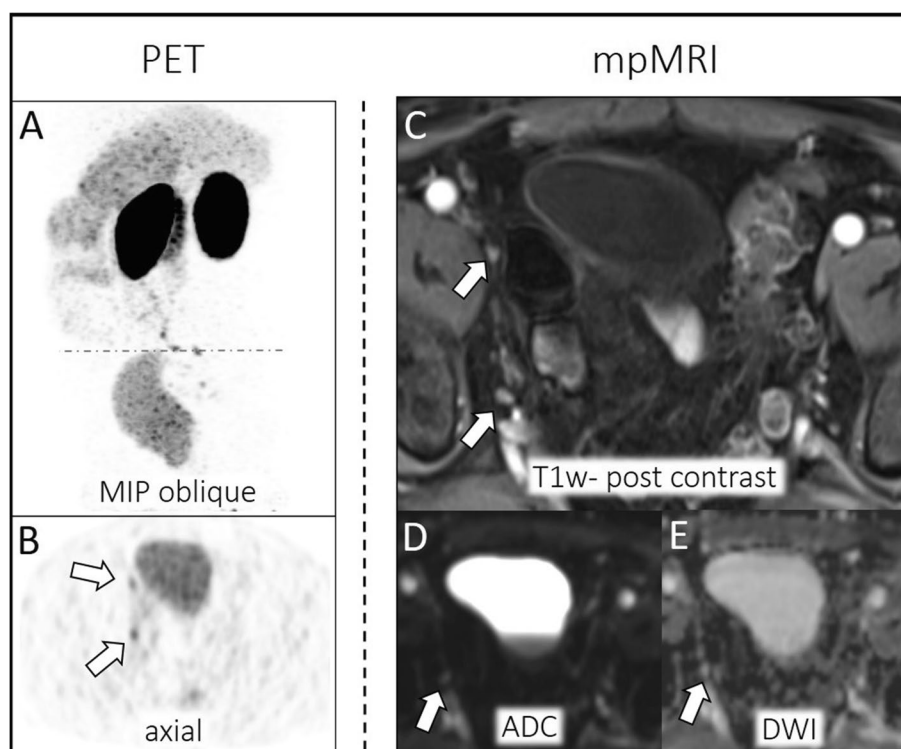 PET
mpMRI
A
MIP oblique
B
axial
C
T1w- post contrast
D
ADC
E
DWI